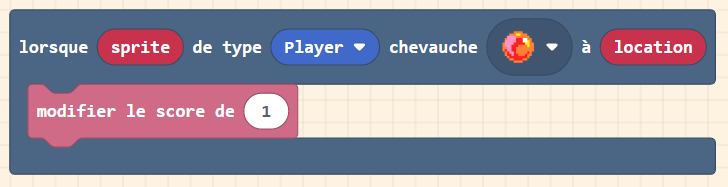 lorsque sprite de type Player chevauche à location
modifier le score de 1